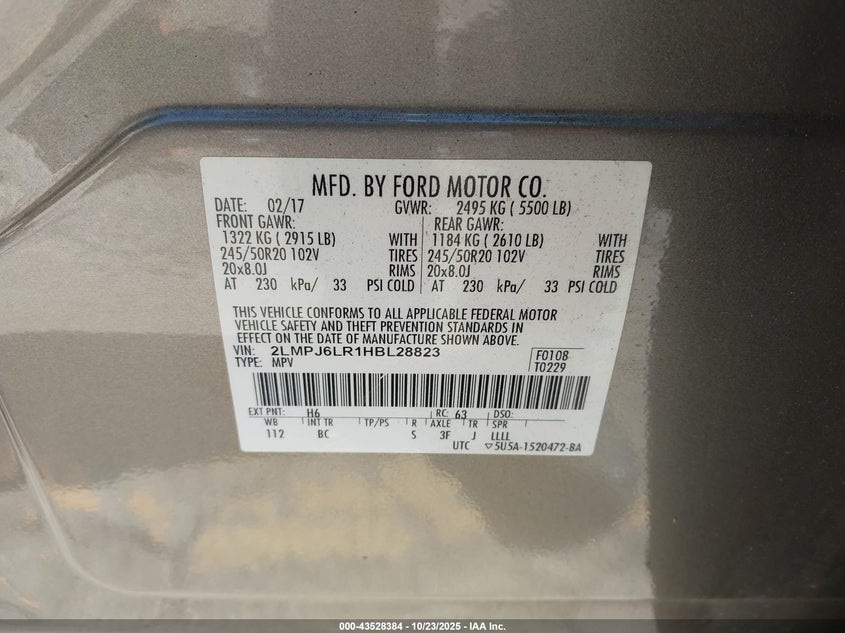 MFD. BY FORD MOTOR CO.
DATE: 02/17 GVWR: 2495 KG ( 5500 LB)
FRONT GAWR: REAR GAWR:
1322 KG ( 2915 LB) WITH 1184 KG ( 2610 LB) WITH
245/50R20 102V TIRES 245/50R20 102V TIRES
20x8.0J RIMS 20x8.0J RIMS
AT 230 kPa/ 33 PSI COLD AT 230 kPa/ 33 PSI COLD
THIS VEHICLE CONFORMS TO ALL APPLICABLE FEDERAL MOTOR
VEHICLE SAFETY AND THEFT PREVENTION STANDARDS IN
EFFECT ON THE DATE OF MANUFACTURE SHOWN ABOVE.
VIN: 2LMPJ6LR1HBL28823 F0108
TYPE: MPV T0229
EXT PNT: H6 RC: 63 DSO:
WB INT TR TP/PS R AXLE TR SPR
112 BC S 3F J LLLL
UTC ▽5U5A-1520472-BA
000-43528384 | 10/23/2025 - IAA Inc.